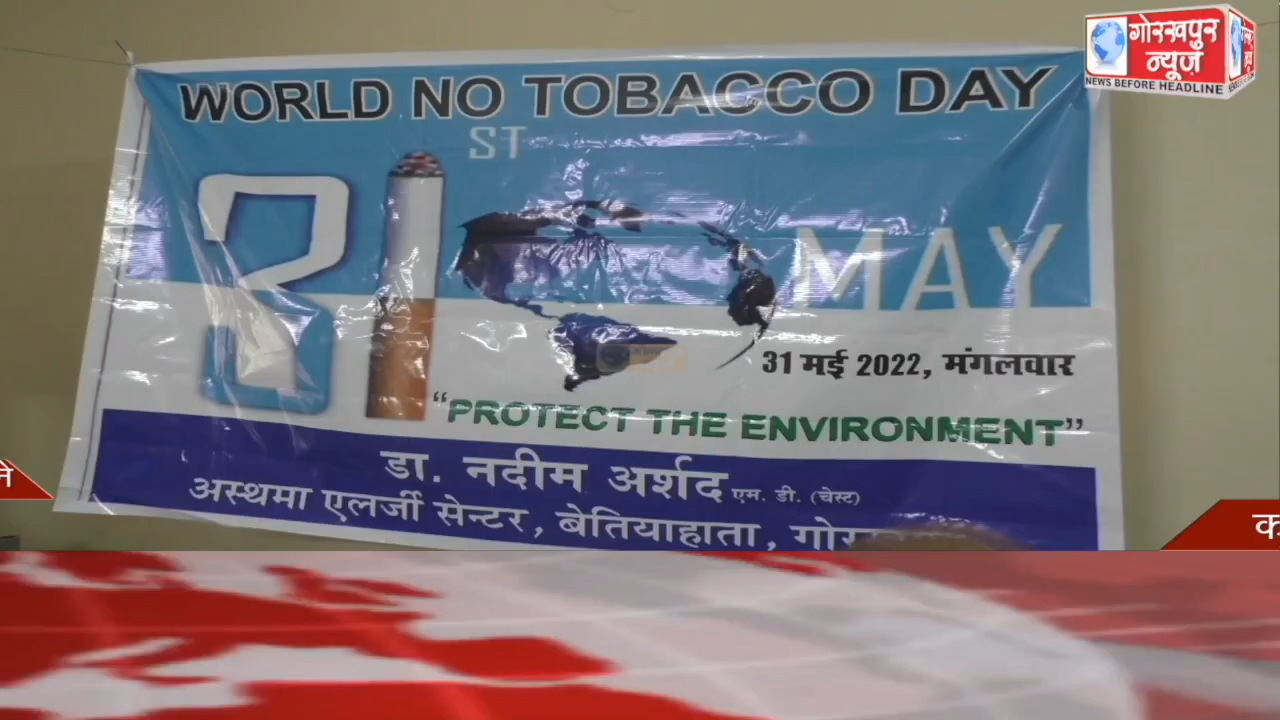 गोरखपुर
न्यूज़
NEWS BEFORE HEADLINE
WORLD NO TOBACCO DAY
31 ST MAY
31 मई 2022, मंगलवार
“PROTECT THE ENVIRONMENT”
डा. नदीम अर्शद एम. डी. (चेस्ट)
अस्थमा एलर्जी सेन्टर, बेतियाहाता,